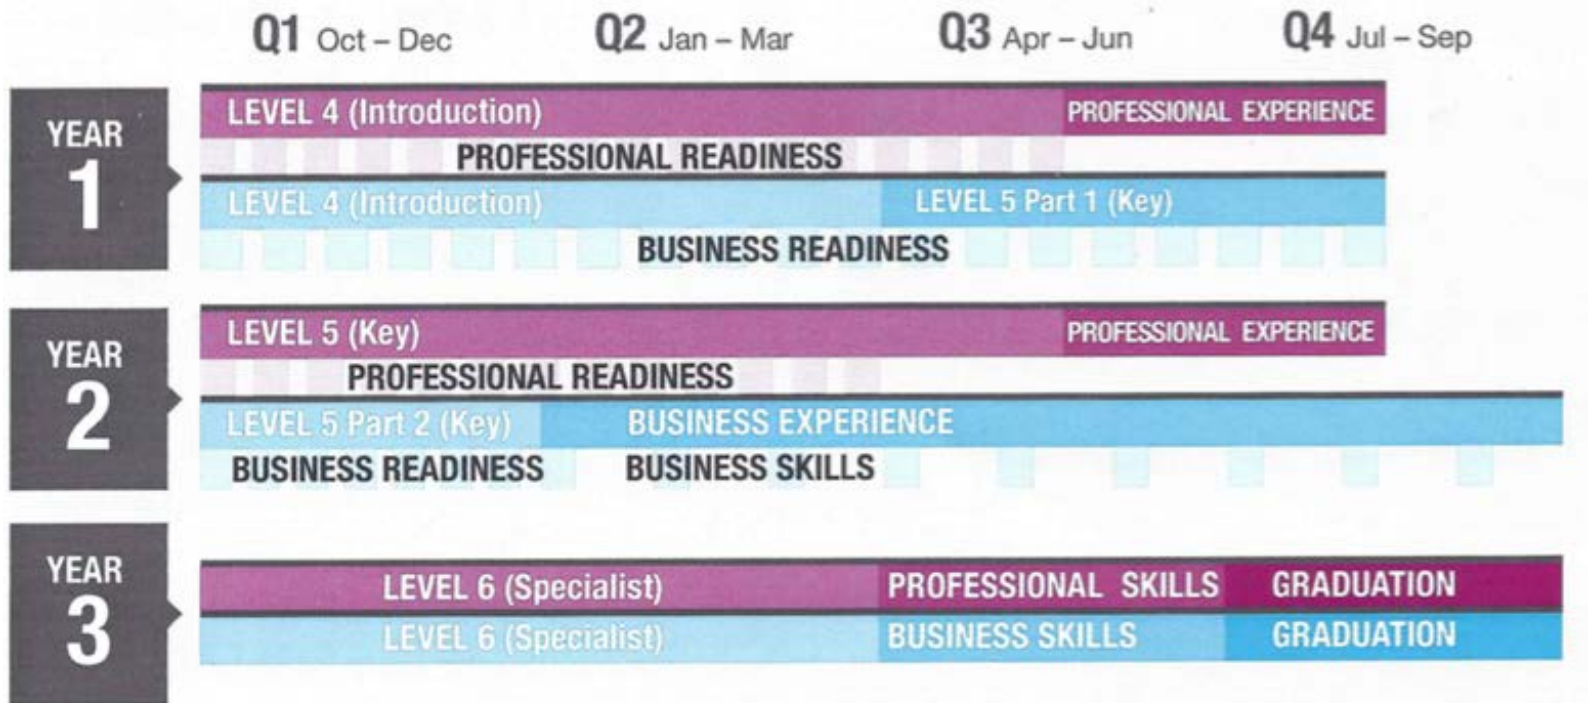 Q1 Oct – Dec Q2 Jan – Mar Q3 Apr – Jun Q4 Jul – Sep
YEAR
1
LEVEL 4 (Introduction) PROFESSIONAL EXPERIENCE
PROFESSIONAL READINESS
LEVEL 4 (Introduction) LEVEL 5 Part 1 (Key)
BUSINESS READINESS
YEAR
2
LEVEL 5 (Key) PROFESSIONAL EXPERIENCE
PROFESSIONAL READINESS
LEVEL 5 Part 2 (Key) BUSINESS EXPERIENCE
BUSINESS READINESS BUSINESS SKILLS
YEAR
3
LEVEL 6 (Specialist) PROFESSIONAL SKILLS GRADUATION
LEVEL 6 (Specialist) BUSINESS SKILLS GRADUATION